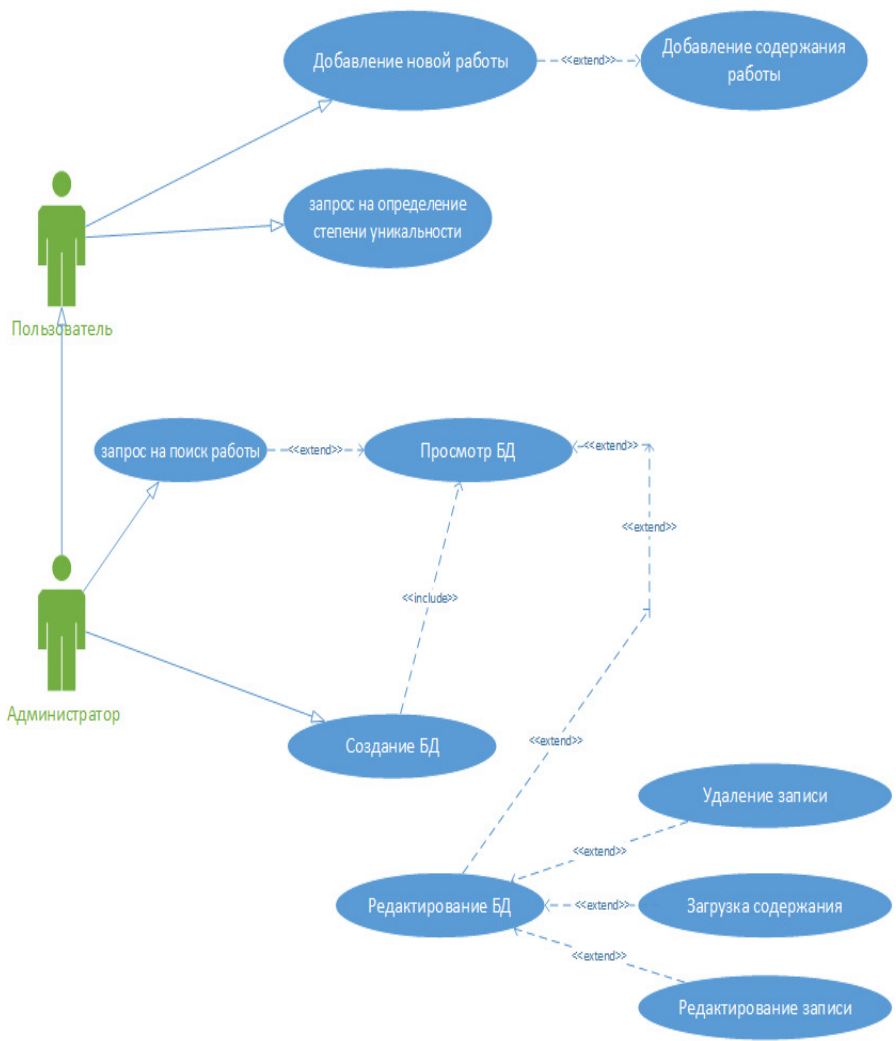 Добавление новой работы
<<extend>>
Добавление содержания
работы
запрос на определение
степени уникальности
Пользователь
запрос на поиск работы
<<extend>>
Просмотр БД
<<extend>>
<<extend>>
<<include>>
Администратор
Создание БД
<<extend>>
Удаление записи
<<extend>>
Редактирование БД
<<extend>>
Загрузка содержания
<<extend>>
Редактирование записи